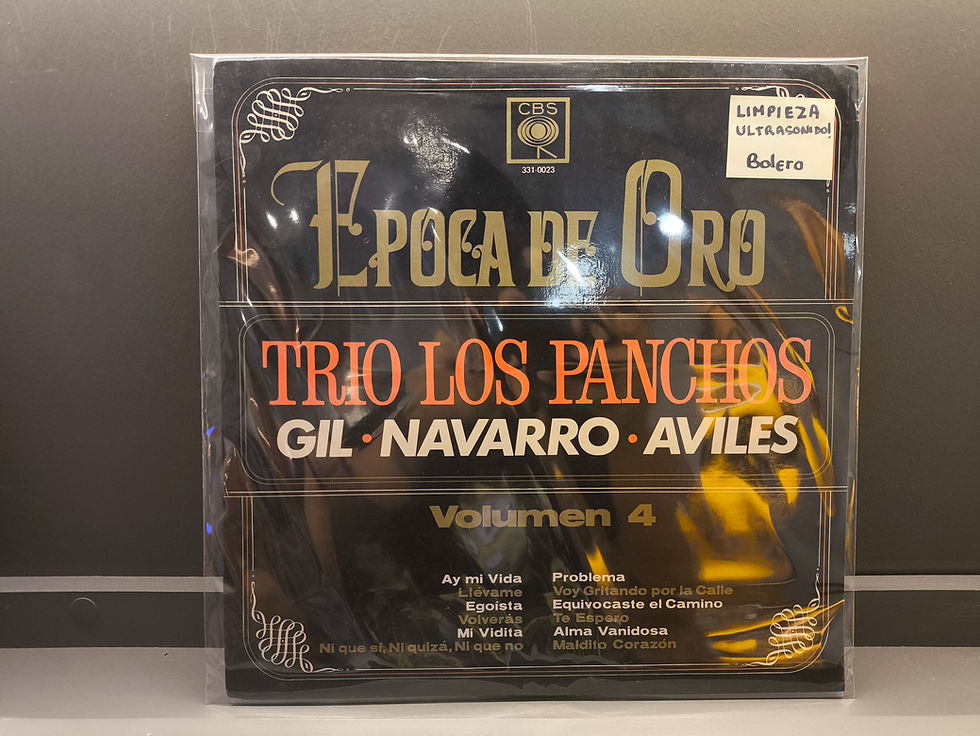 CBS
331-0023
LIMPIEZA
ULTRASONIDO!
Bolero
EPOCA DE ORO
TRIO LOS PANCHOS
GIL · NAVARRO · AVILES
Volumen 4
Ay mi Vida
Llévame
Egoísta
Volverás
Mi Vidita
Ni que sí, Ni quizá, Ni que no
Problema
Voy Gritando por la Calle
Equivocaste el Camino
Te Espero
Alma Vanidosa
Maldito Corazón